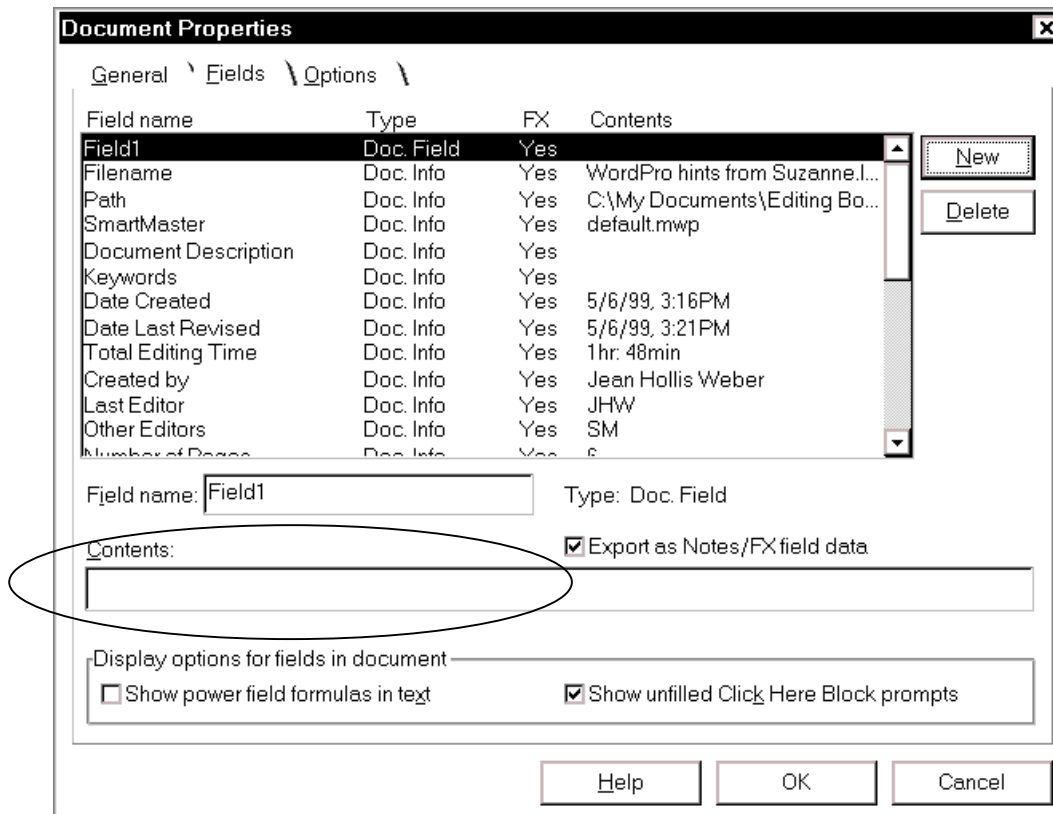 Document Properties
General Fields Options
Field name Type FX Contents
Field1 Doc. Field Yes
Filename Doc. Info Yes WordPro hints from Suzanne.l...
Path Doc. Info Yes C:\My Documents\Editing Bo...
SmartMaster Doc. Info Yes default.mwp
Document Description Doc. Info Yes
Keywords Doc. Info Yes
Date Created Doc. Info Yes 5/6/99, 3:16PM
Date Last Revised Doc. Info Yes 5/6/99, 3:21PM
Total Editing Time Doc. Info Yes 1hr: 48min
Created by Doc. Info Yes Jean Hollis Weber
Last Editor Doc. Info Yes JHW
Other Editors Doc. Info Yes SM
Number of Pages Doc. Info Yes
New
Delete
Field name: Field1 Type: Doc. Field
Contents: Export as Notes/FX field data
Display options for fields in document
Show power field formulas in text Show unfilled Click Here Block prompts
Help OK Cancel